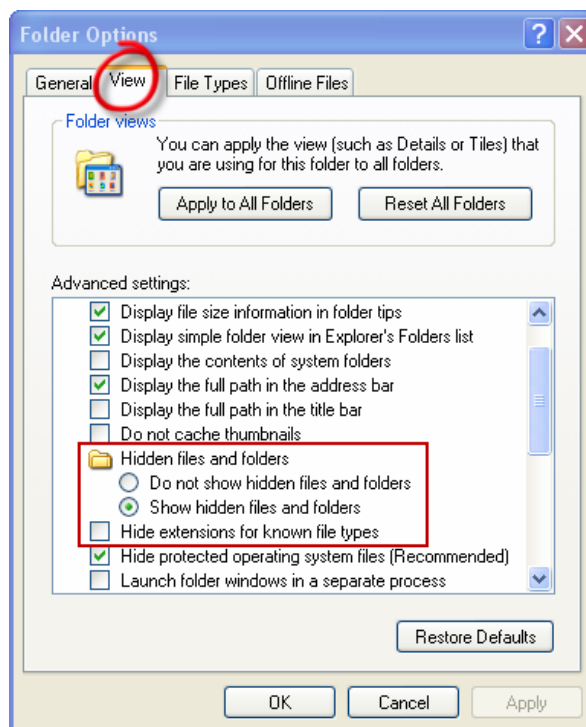 Folder Options
General View File Types Offline Files
Folder views
You can apply the view (such as Details or Tiles) that
you are using for this folder to all folders.
Apply to All Folders Reset All Folders
Advanced settings:
Display file size information in folder tips
Display simple folder view in Explorer's Folders list
Display the contents of system folders
Display the full path in the address bar
Display the full path in the title bar
Do not cache thumbnails
Hidden files and folders
Do not show hidden files and folders
Show hidden files and folders
Hide extensions for known file types
Hide protected operating system files (Recommended)
Launch folder windows in a separate process
Restore Defaults
OK Cancel Apply